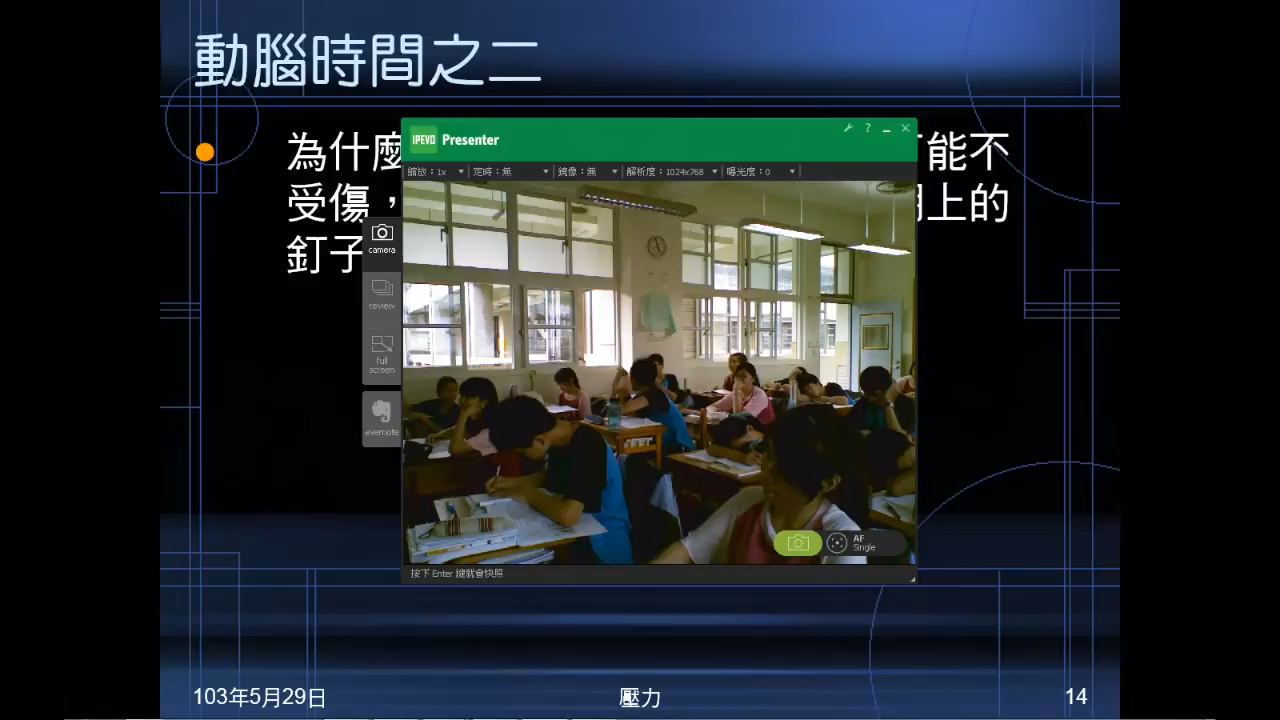 動腦時間之二
為什麼
能不
受傷，
上的
釘子
IPEVO Presenter
?
縮放：1x
定時：無
鏡像：無
解析度：1024x768
曝光度：0
camera
review
full
screen
evernote
AF
Single
按下 Enter 鍵就會快照
103年5月29日
壓力
14